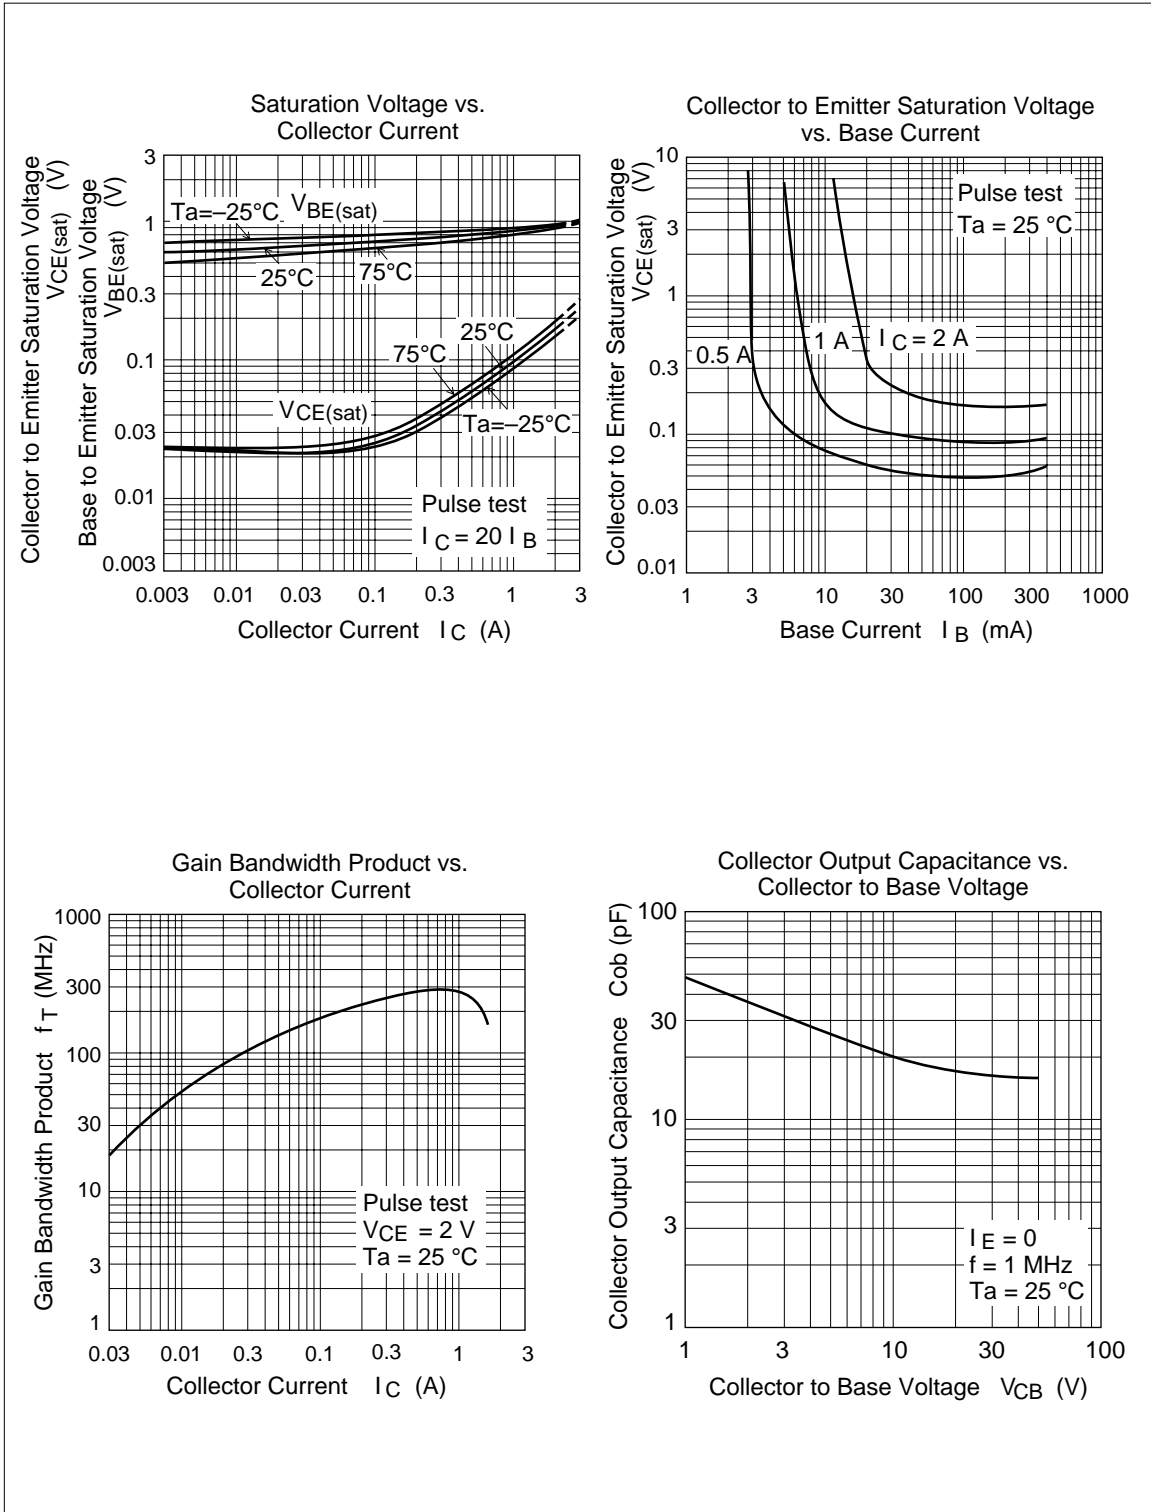 Saturation Voltage vs.
Collector Current
Collector to Emitter Saturation Voltage
VCE(sat) (V)
Base to Emitter Saturation Voltage
VBE(sat) (V)
3
1
0.3
0.1
0.03
0.01
0.003
Ta=–25°C
VBE(sat)
25°C
75°C
25°C
75°C
VCE(sat)
Ta=–25°C
Pulse test
I C = 20 I B
0.003 0.01 0.03 0.1 0.3 1 3
Collector Current I C (A)
Collector to Emitter Saturation Voltage
vs. Base Current
Collector to Emitter Saturation Voltage
VCE(sat) (V)
10
3
1
0.3
0.1
0.03
0.01
Pulse test
Ta = 25 °C
0.5 A
1 A
I C = 2 A
1 3 10 30 100 300 1000
Base Current I B (mA)
Gain Bandwidth Product vs.
Collector Current
Gain Bandwidth Product f T (MHz)
1000
300
100
30
10
3
1
Pulse test
VCE = 2 V
Ta = 25 °C
0.03 0.01 0.3 0.1 0.3 1 3
Collector Current I C (A)
Collector Output Capacitance vs.
Collector to Base Voltage
Collector Output Capacitance Cob (pF)
100
30
10
3
1
I E = 0
f = 1 MHz
Ta = 25 °C
1 3 10 30 100
Collector to Base Voltage VCB (V)